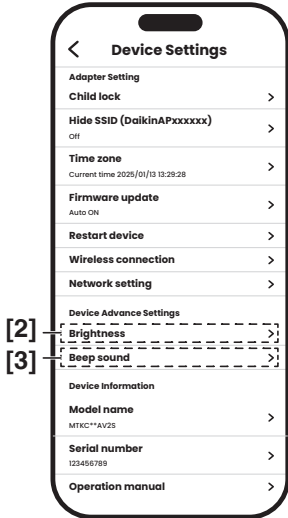 Device Settings
Adapter Setting
Child lock
Hide SSID (DaikinAPxxxxxx)
Off
Time zone
Current time 2025/01/13 13:29:28
Firmware update
Auto ON
Restart device
Wireless connection
Network setting
Device Advance Settings
[2] Brightness
[3] Beep sound
Device Information
Model name
MTKC**AV2S
Serial number
123456789
Operation manual